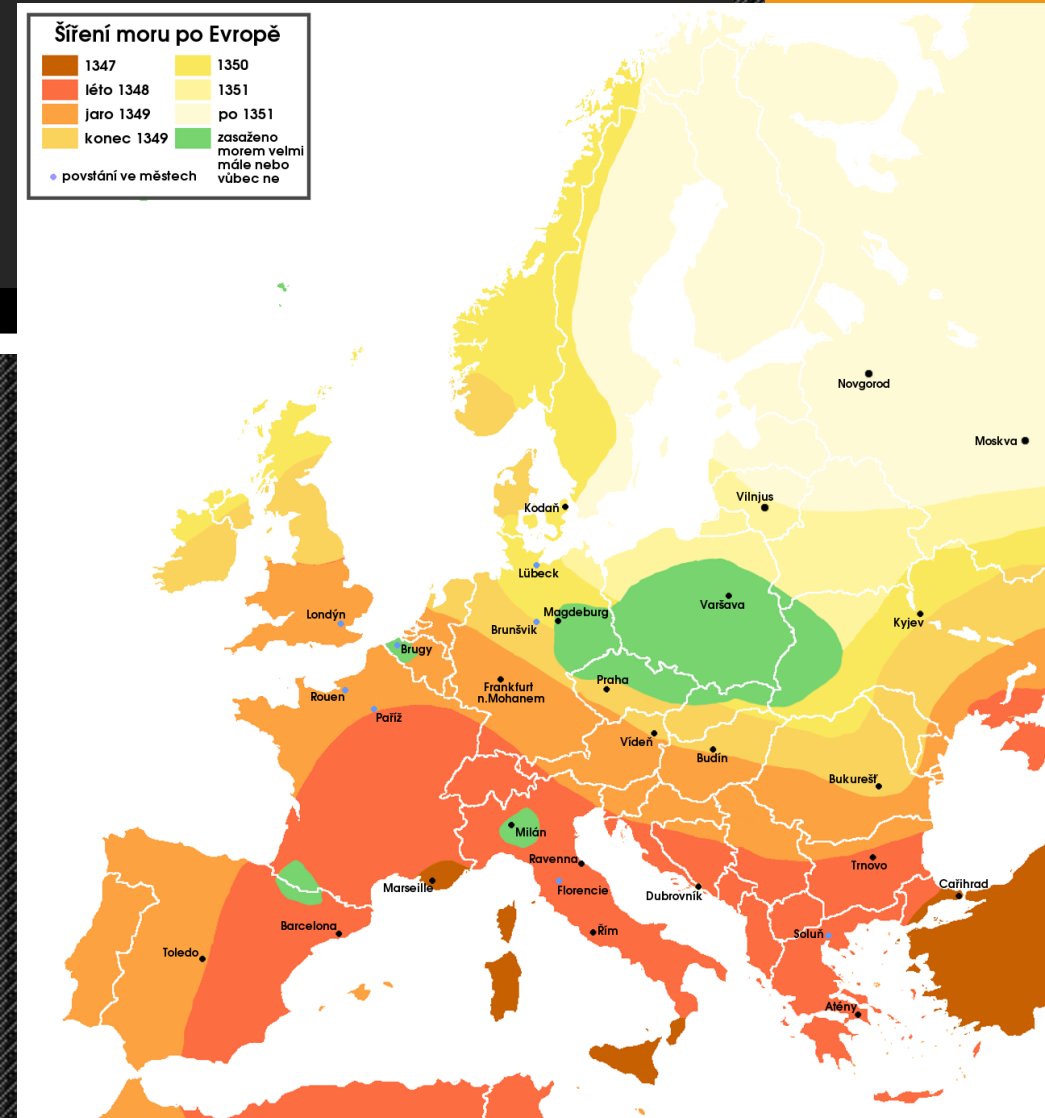 Šíření moru po Evropě
1347
léto 1348
jaro 1349
konec 1349
povstání ve městech
1350
1351
po 1351
zasaženo
morem velmi
mále nebo
vůbec ne
Novgorod
Moskva
Vilnjus
Kodaň
Lübeck
Varšava
Magdeburg
Londýn
Brunšvik
Kyjev
Brugy
Praha
Frankfurt
n.Mohanem
Rouen
Paříž
Vídeň
Budín
Bukurešť
Milán
Ravenna
Trnovo
Marseille
Florencie
Cařihrad
Dubrovník
Barcelona
Řím
Soluň
Toledo
Atény